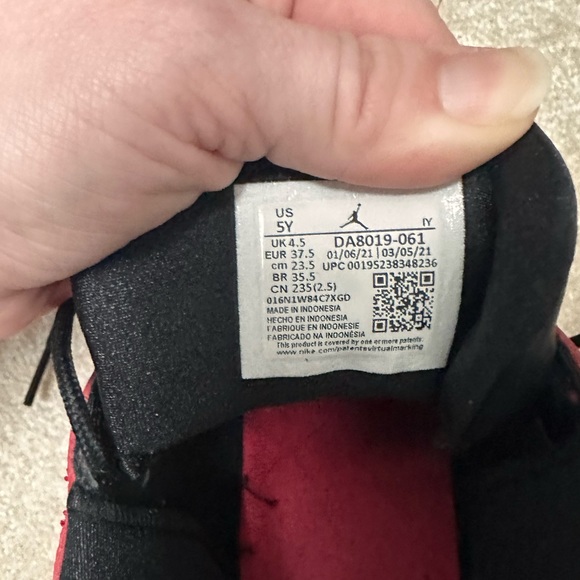 US
5Y
IY
UK 4.5 DA8019-061
EUR 37.5 01/06/21 | 03/05/21
cm 23.5 UPC 00195238348236
BR 35.5
CN 235(2.5)
016N1W84C7XGD
MADE IN INDONESIA
HECHO EN INDONESIA
FABRIQUE EN INDONESIE
FABRICADO NA INDONÉSIA
This product is covered by one or more patents:
www.nike.com/patentsvirtualmarking